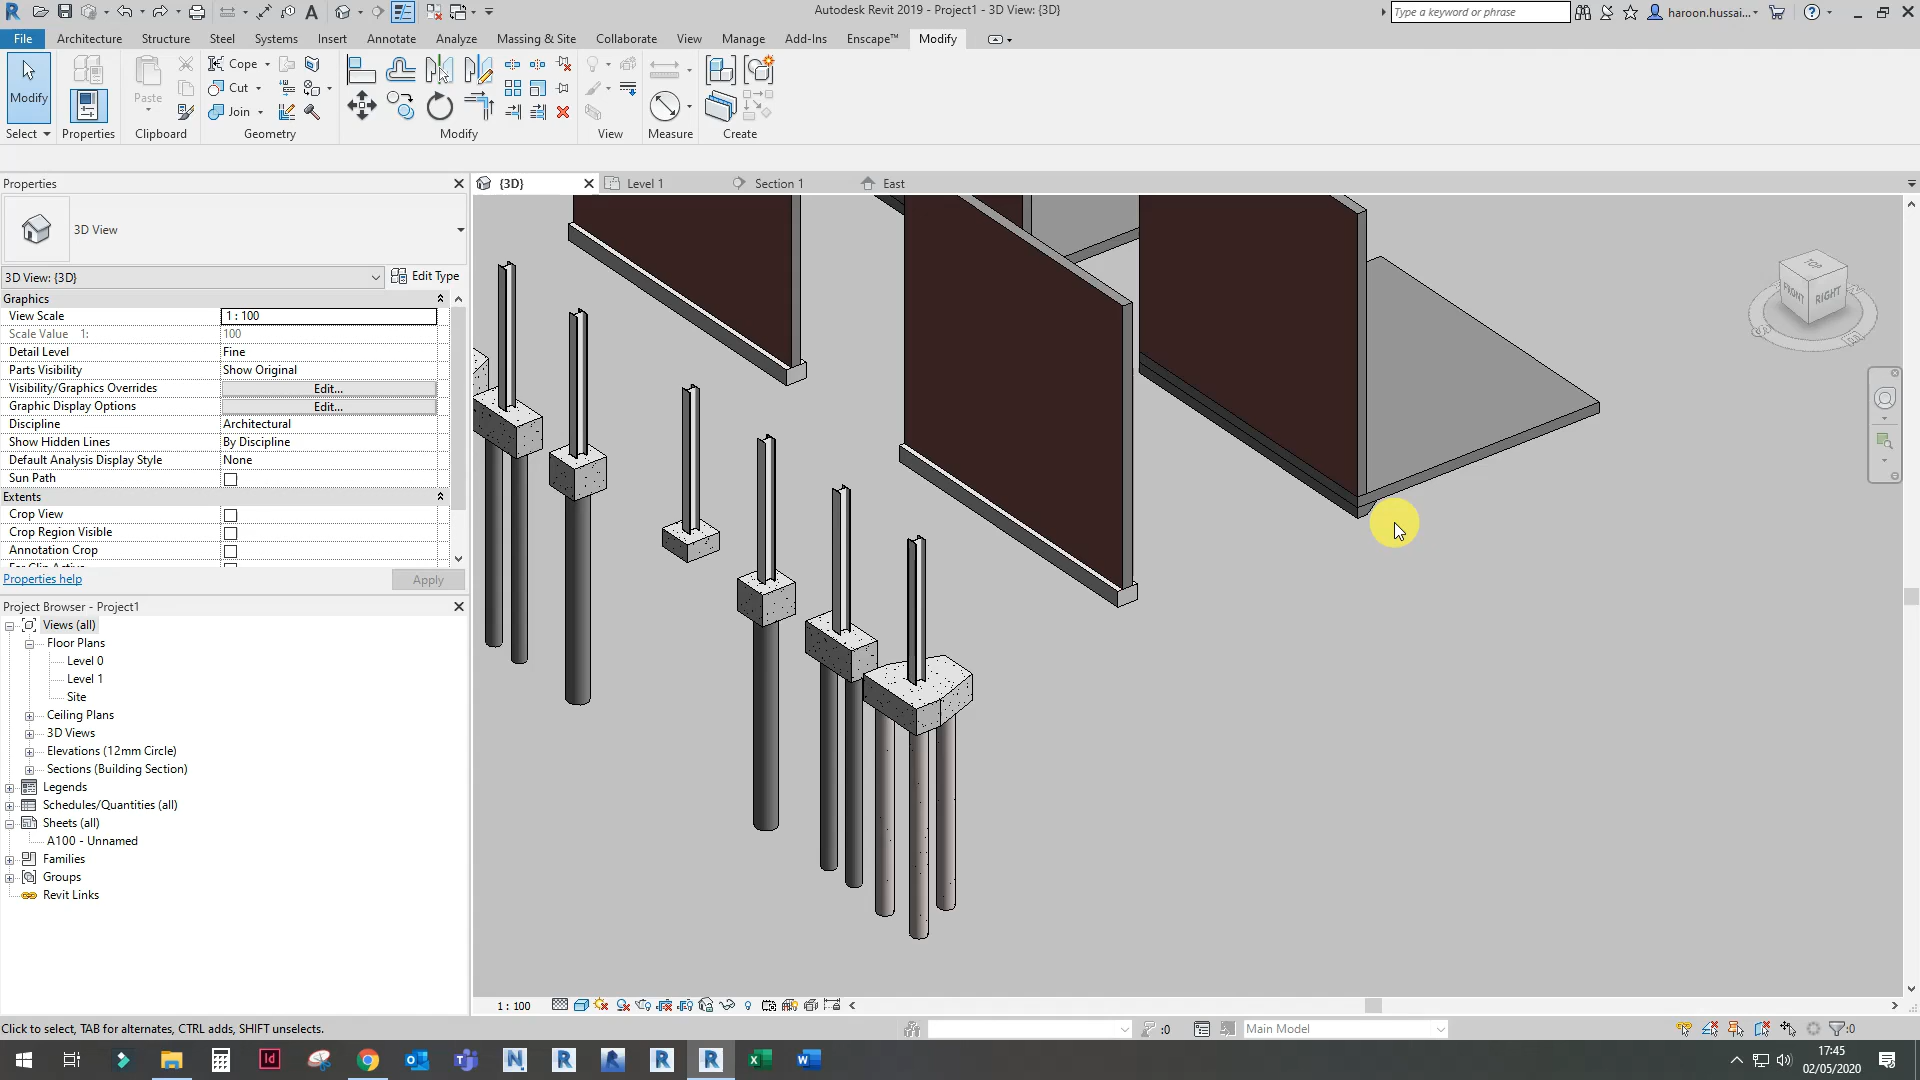 Autodesk Revit 2019 - Project1 - 3D View: {3D}
Type a keyword or phrase
haroon.hussai...
File Architecture Structure Steel Systems Insert Annotate Analyze Massing & Site Collaborate View Manage Add-Ins Enscape™ Modify
Modify
Paste
Cope
Cut
Join
Select Properties Clipboard Geometry Modify View Measure Create
Properties
{3D} Level 1 Section 1 East
3D View
3D View: {3D} Edit Type
Graphics
View Scale 1 : 100
Scale Value 1: 100
Detail Level Fine
Parts Visibility Show Original
Visibility/Graphics Overrides Edit...
Graphic Display Options Edit...
Discipline Architectural
Show Hidden Lines By Discipline
Default Analysis Display Style None
Sun Path
Extents
Crop View
Crop Region Visible
Annotation Crop
Properties help Apply
Project Browser - Project1
Views (all)
Floor Plans
Level 0
Level 1
Site
Ceiling Plans
3D Views
Elevations (12mm Circle)
Sections (Building Section)
Legends
Schedules/Quantities (all)
Sheets (all)
A100 - Unnamed
Families
Groups
Revit Links
TOP
FRONT RIGHT
1 : 100
Click to select, TAB for alternates, CTRL adds, SHIFT unselects.
:0 Main Model :0
17:45
02/05/2020